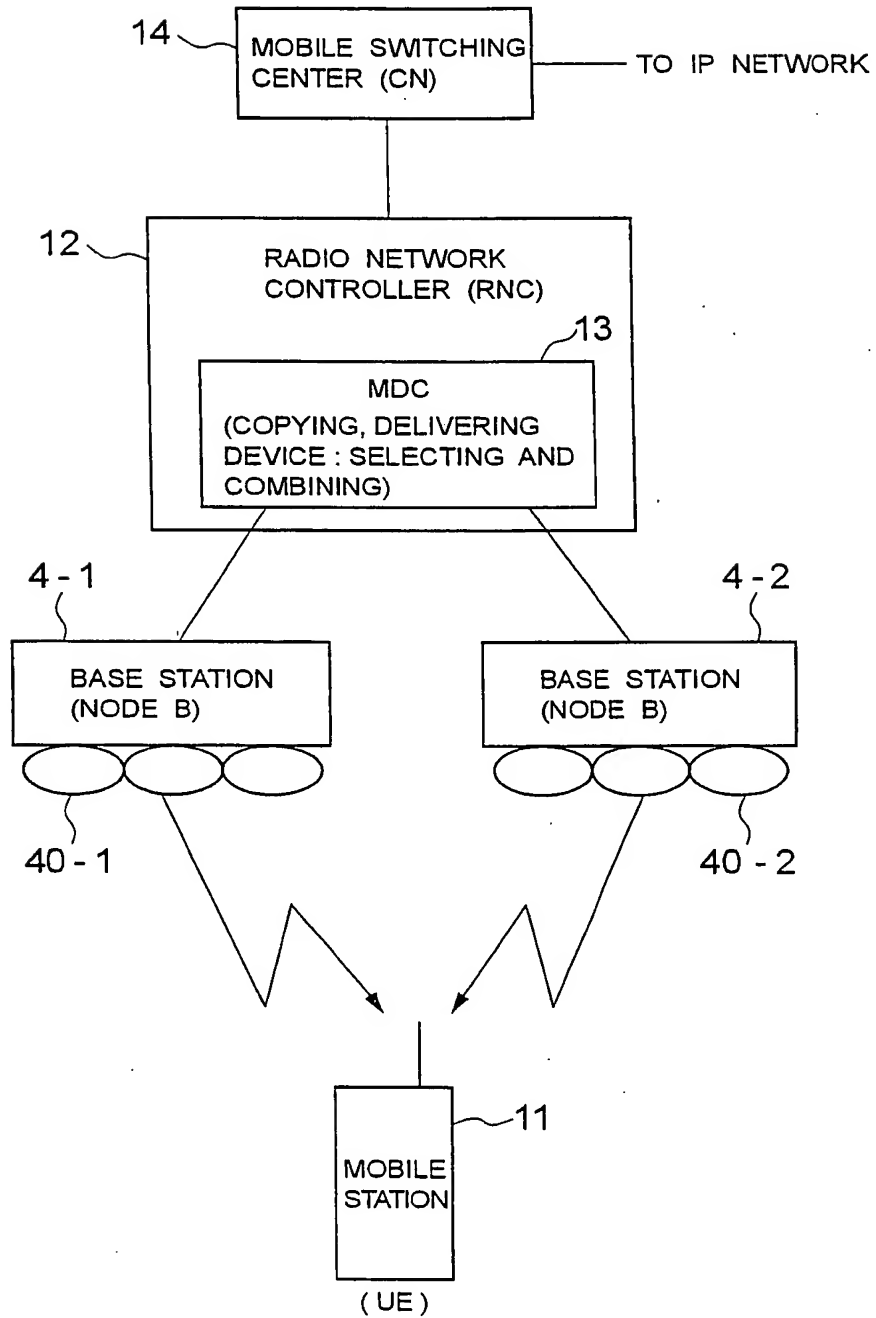 14
MOBILE SWITCHING
CENTER (CN)
TO IP NETWORK
12
RADIO NETWORK
CONTROLLER (RNC)
13
MDC
(COPYING, DELIVERING
DEVICE : SELECTING AND
COMBINING)
4-1
4-2
BASE STATION
(NODE B)
BASE STATION
(NODE B)
40-1
40-2
11
MOBILE
STATION
(UE)